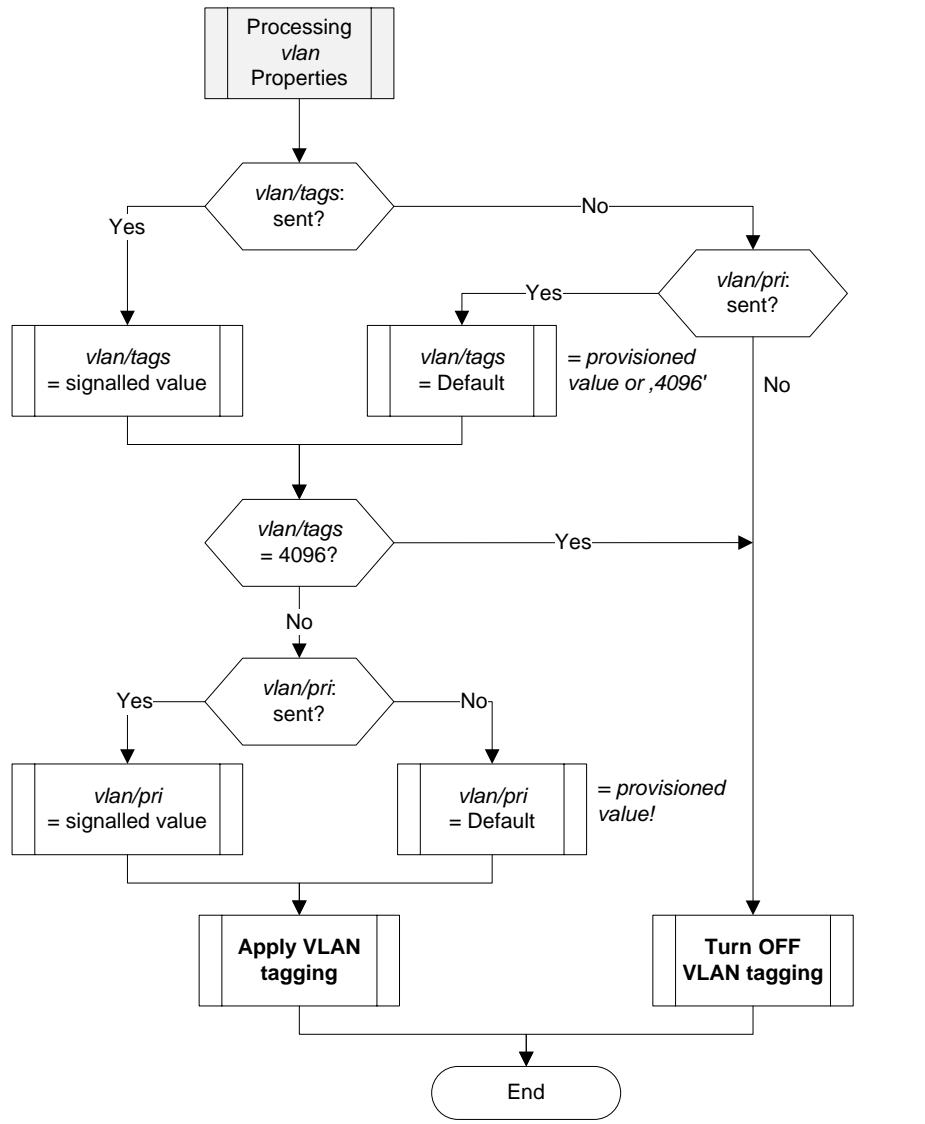 Processing
vlan
Properties
vlan/tags:
sent?
Yes
No
vlan/pri:
sent?
Yes
No
vlan/tags
= signalled value
vlan/tags
= Default
= provisioned
value or ‚4096'
vlan/tags
= 4096?
Yes
No
vlan/pri:
sent?
Yes
No
vlan/pri
= signalled value
vlan/pri
= Default
= provisioned
value!
Apply VLAN
tagging
Turn OFF
VLAN tagging
End